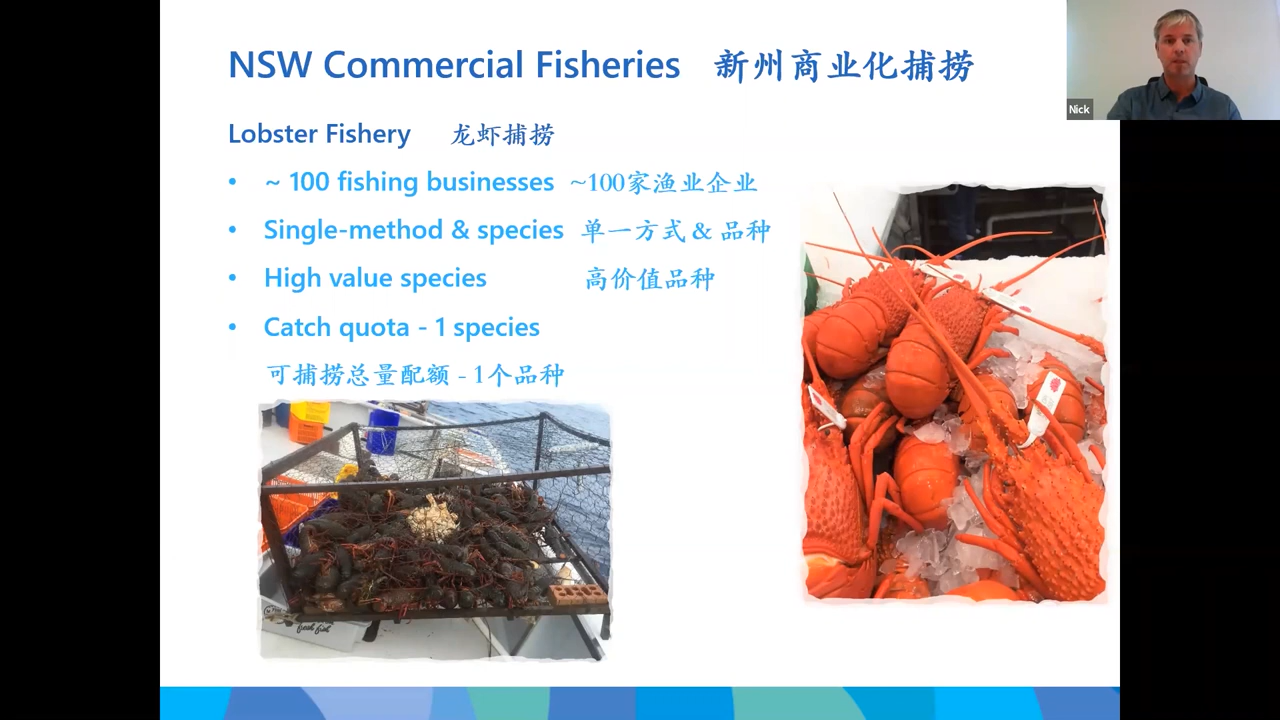 NSW Commercial Fisheries 新州商业化捕捞
Nick
Lobster Fishery 龙虾捕捞
• ~ 100 fishing businesses ~100家渔业企业
• Single-method & species 单一方式 & 品种
• High value species 高价值品种
• Catch quota - 1 species
可捕捞总量配额 - 1个品种
fresh fish